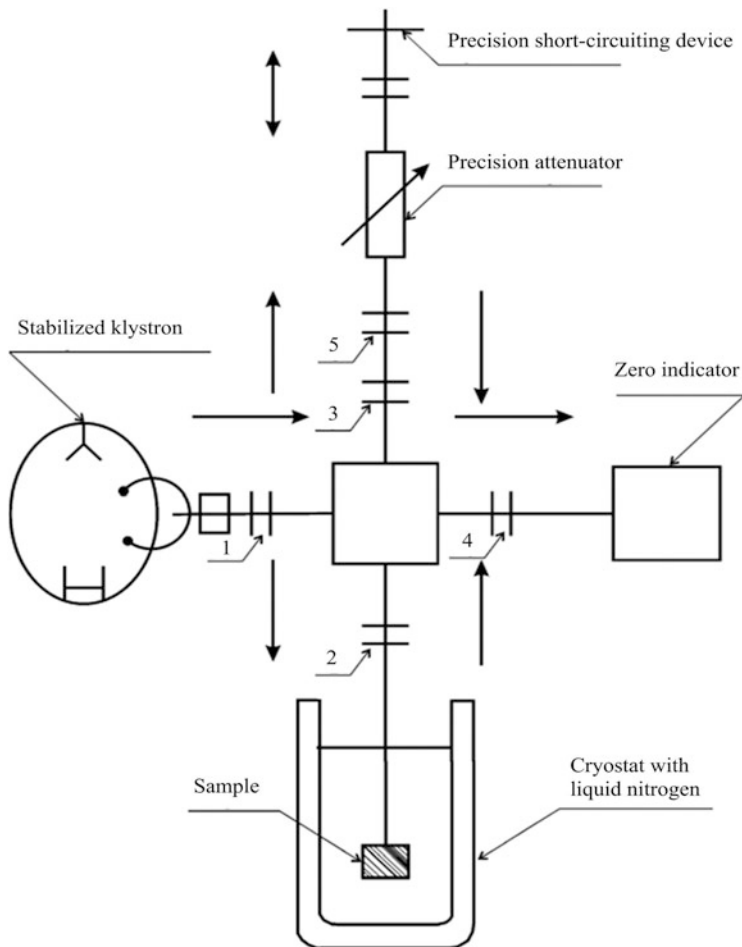 Precision short-circuiting device
Precision attenuator
Stabilized klystron
5
Zero indicator
3
1
4
2
Sample
Cryostat with
liquid nitrogen